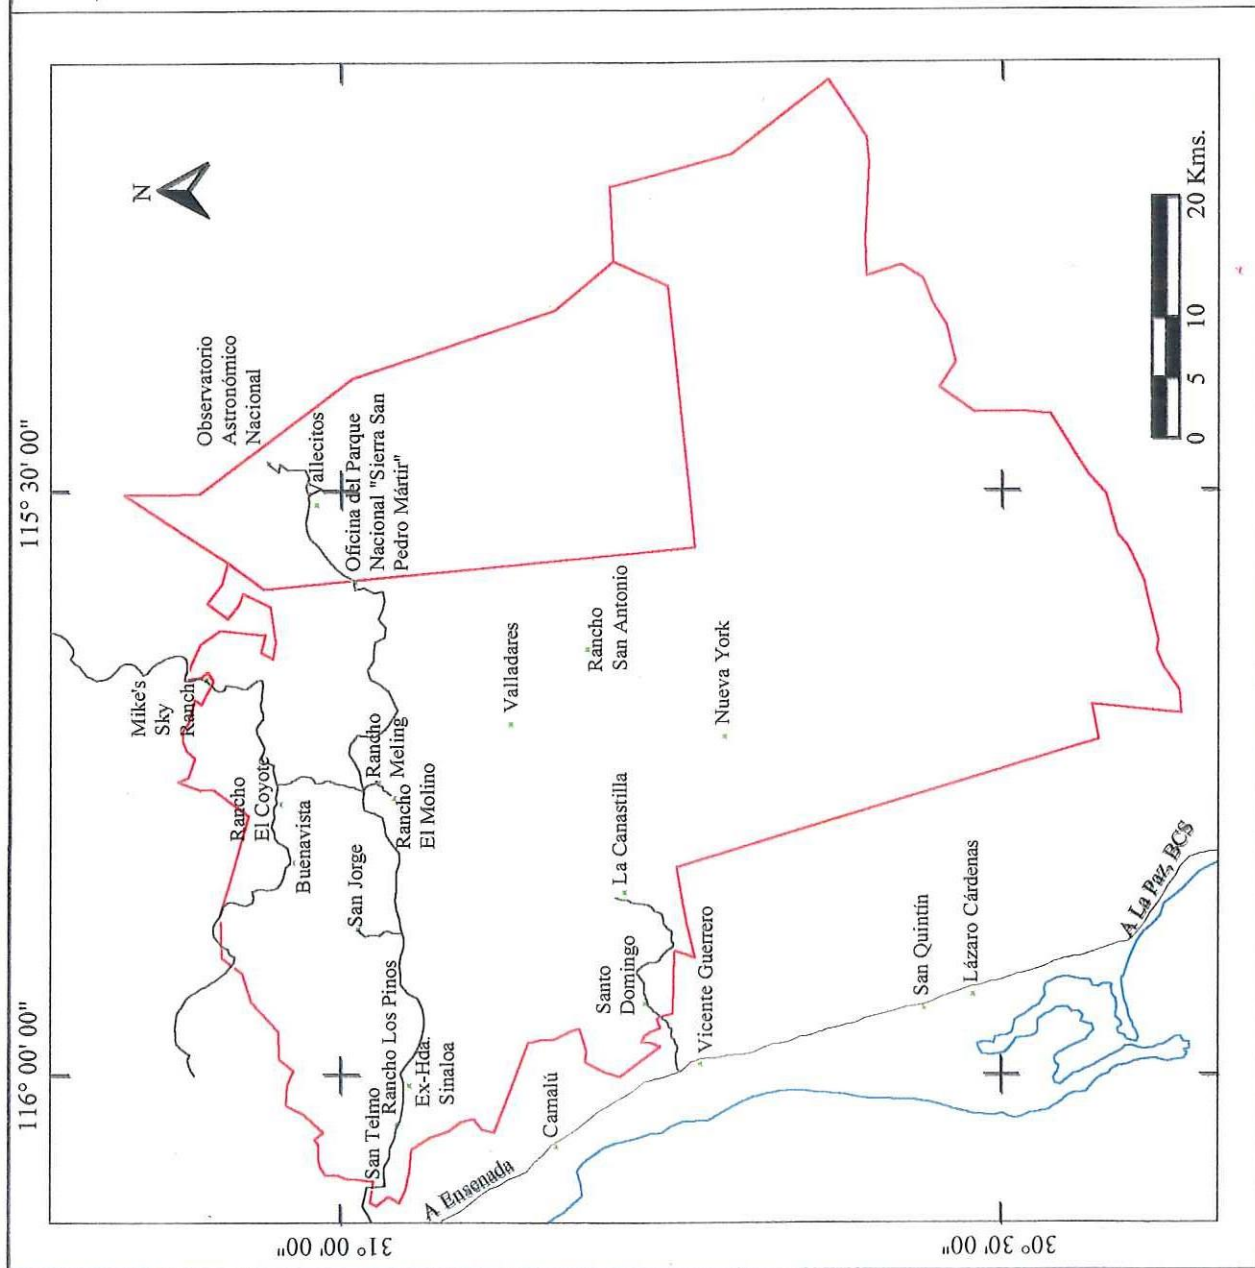 116° 00' 00"
115° 30' 00"
31° 00' 00"
30° 30' 00"
N
Observatorio
Astronómico
Nacional
Vallecitos
Oficina del Parque
Nacional "Sierra San
Pedro Mártir"
Mike's
Sky
Rancho
Rancho
El Coyote
Buenavista
Rancho
Meling
Rancho
El Molino
San Jorge
San Telmo
Rancho Los Pinos
Ex-Hda.
Sinaloa
Valladares
Rancho
San Antonio
Nueva York
La Canastilla
Santo
Domingo
Vicente Guerrero
Camalú
A Ensenada
San Quintín
Lázaro Cárdenas
A La Paz, BCS
0 5 10 20 Kms.